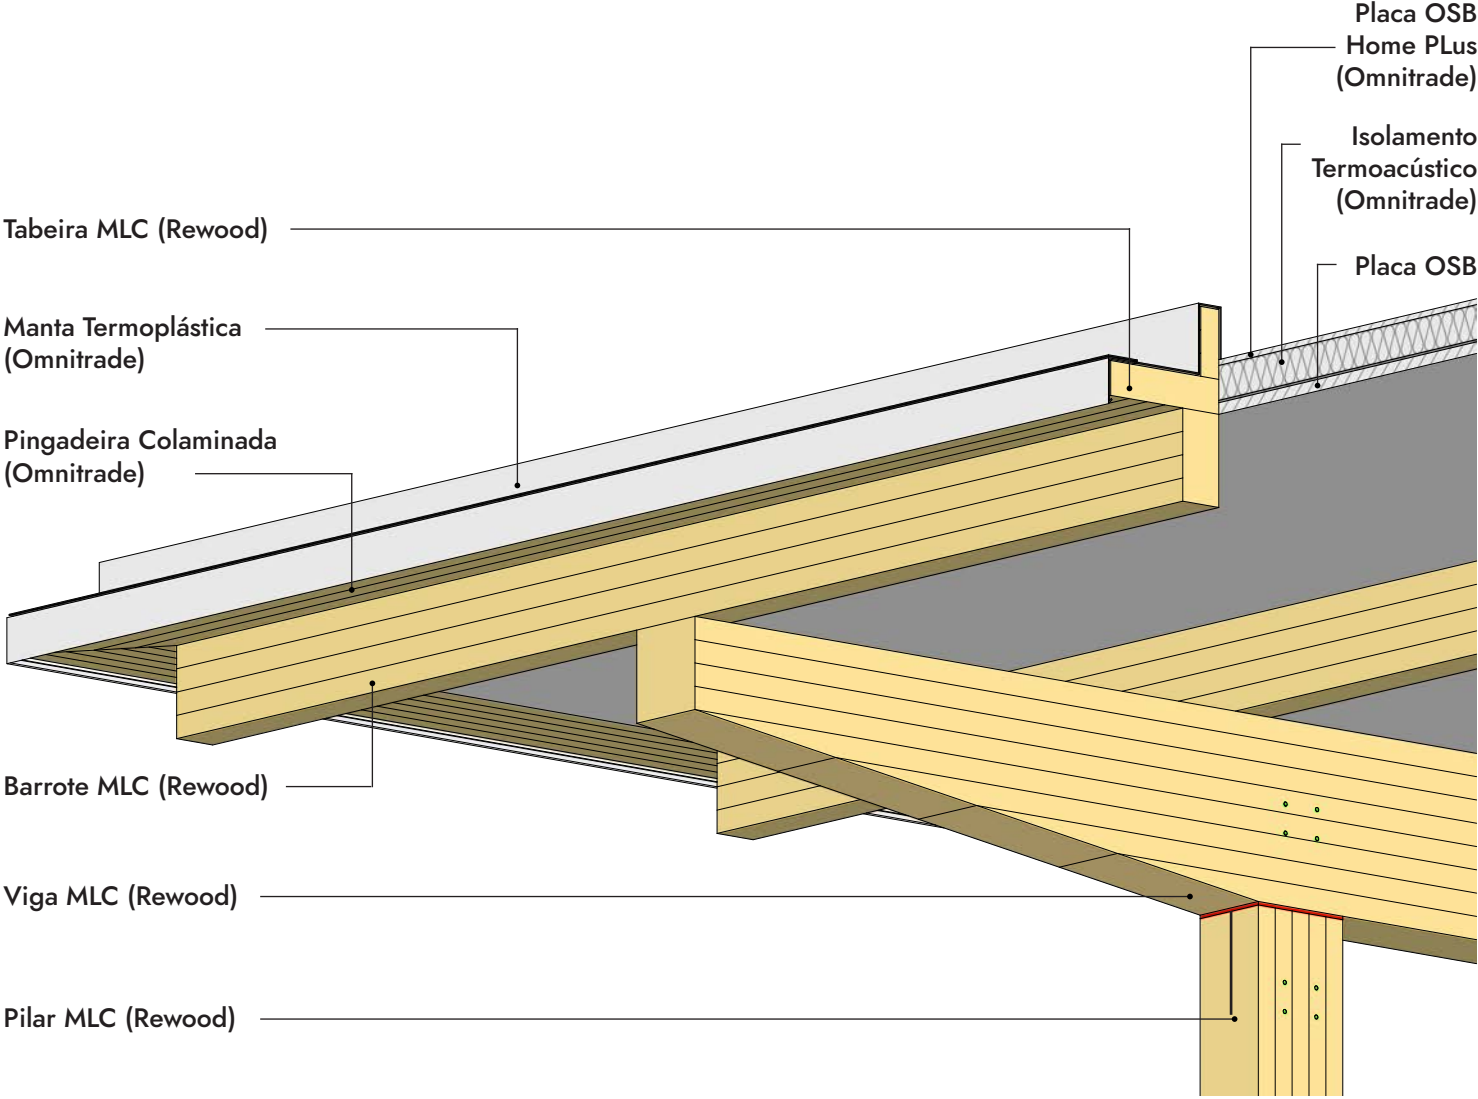 Placa OSB
Home PLus
(Omnitrade)
Isolamento
Termoacústico
(Omnitrade)
Placa OSB
Tabeira MLC (Rewood)
Manta Termoplástica
(Omnitrade)
Pingadeira Colaminada
(Omnitrade)
Barrote MLC (Rewood)
Viga MLC (Rewood)
Pilar MLC (Rewood)